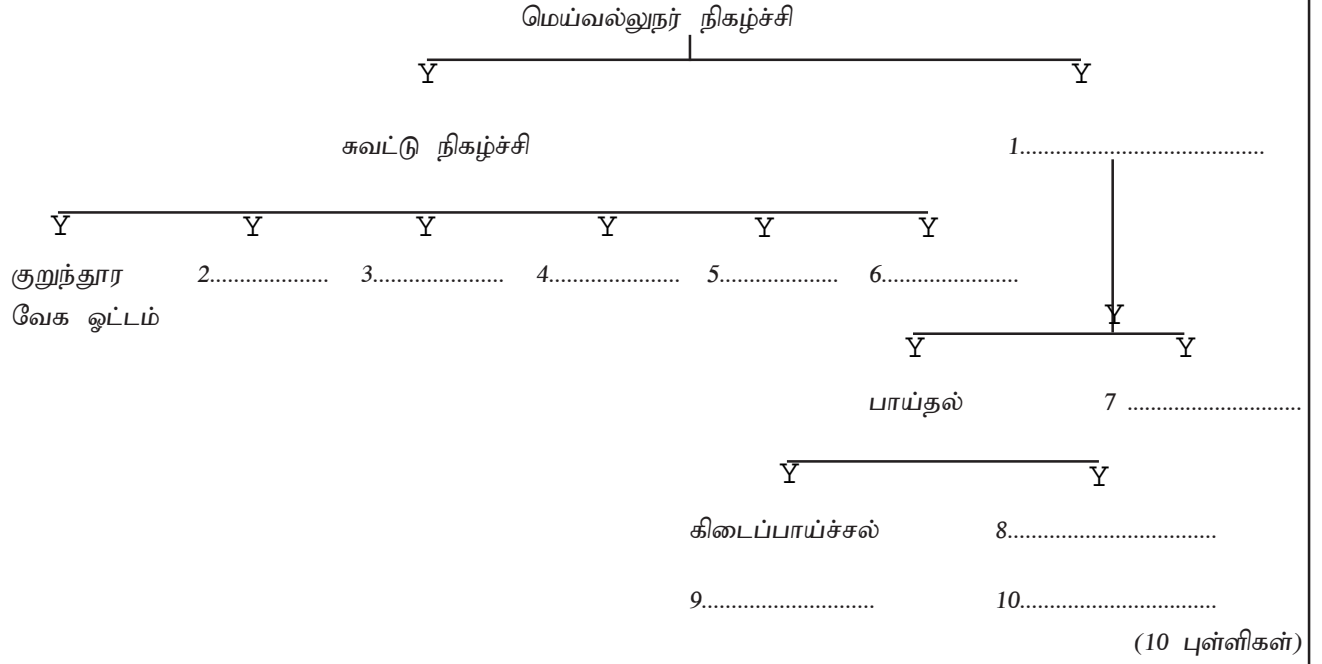 மெய்வல்லுநர் நிகழ்ச்சி
Y Y
சுவட்டு நிகழ்ச்சி 1.....................................
Y Y Y Y Y Y
குறுந்தூர 2................... 3...................... 4...................... 5.................... 6.......................
வேக ஓட்டம்
Y
Y Y
பாய்தல் 7 .............................
Y Y
கிடைப்பாய்ச்சல் 8...................................
9............................. 10.................................
(10 புள்ளிகள்)